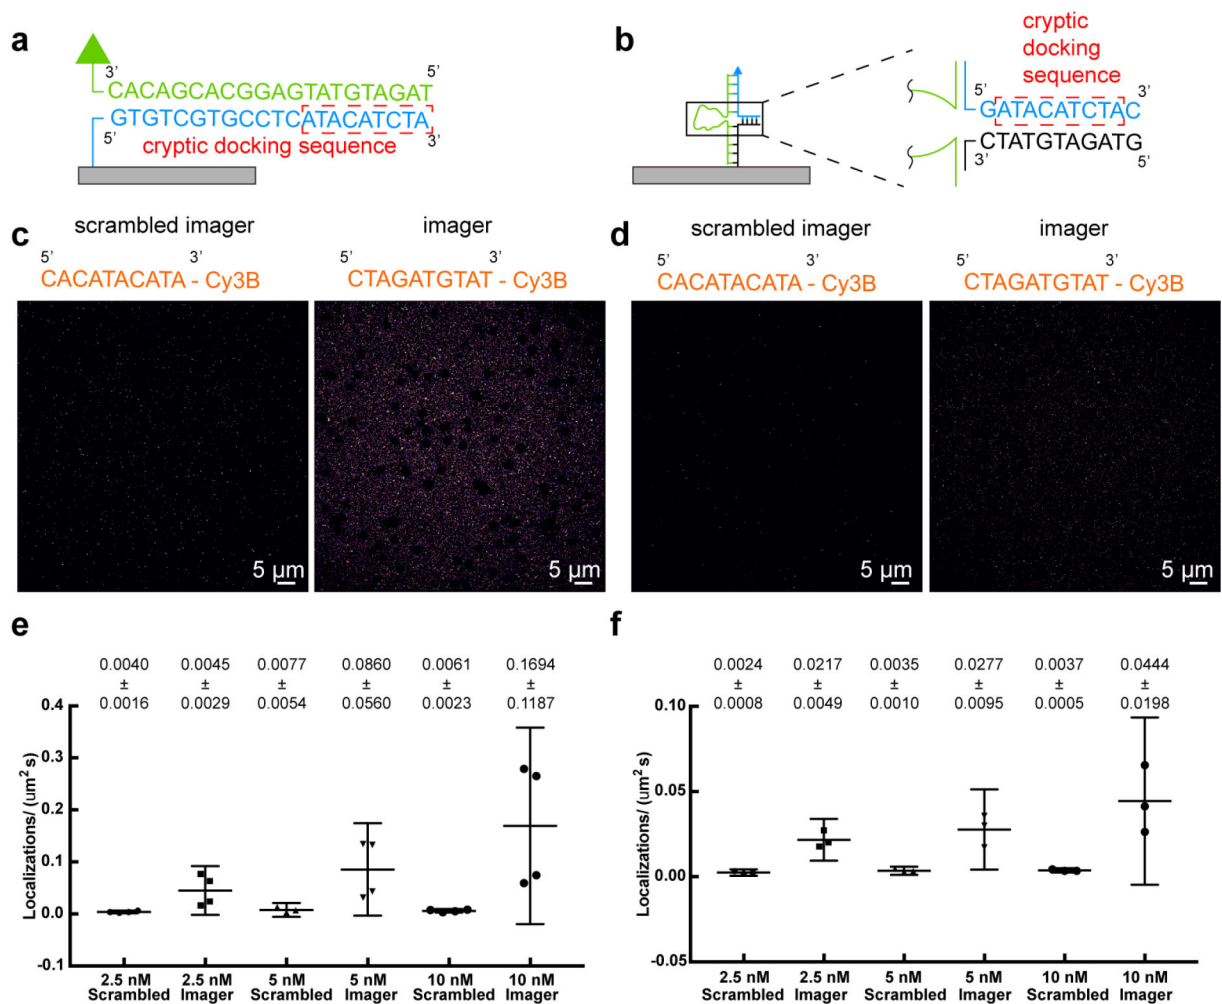 a
3’
5’
CACAGCACGGAGTATGTAGAT
GTGTCGTGCCTCATACATCTA
5’
3’
cryptic docking sequence
b
cryptic
docking
sequence
5’
3’
GATACATCTAC
CTATGTAGATG
3’
5’
c
scrambled imager
5’ 3’
CACATACATA - Cy3B
5 µm
imager
5’ 3’
CTAGATGTAT - Cy3B
5 µm
d
scrambled imager
5’ 3’
CACATACATA - Cy3B
5 µm
imager
5’ 3’
CTAGATGTAT - Cy3B
5 µm
e
0.0040 0.0045 0.0077 0.0860 0.0061 0.1694
± ± ± ± ± ±
0.0016 0.0029 0.0054 0.0560 0.0023 0.1187
Localizations/ (um² s)
0.4
0.3
0.2
0.1
0.0
-0.1
2.5 nM 2.5 nM 5 nM 5 nM 10 nM 10 nM
Scrambled Imager Scrambled Imager Scrambled Imager
f
0.0024 0.0217 0.0035 0.0277 0.0037 0.0444
± ± ± ± ± ±
0.0008 0.0049 0.0010 0.0095 0.0005 0.0198
Localizations/ (um² s)
0.10
0.05
0.00
-0.05
2.5 nM 2.5 nM 5 nM 5 nM 10 nM 10 nM
Scrambled Imager Scrambled Imager Scrambled Imager